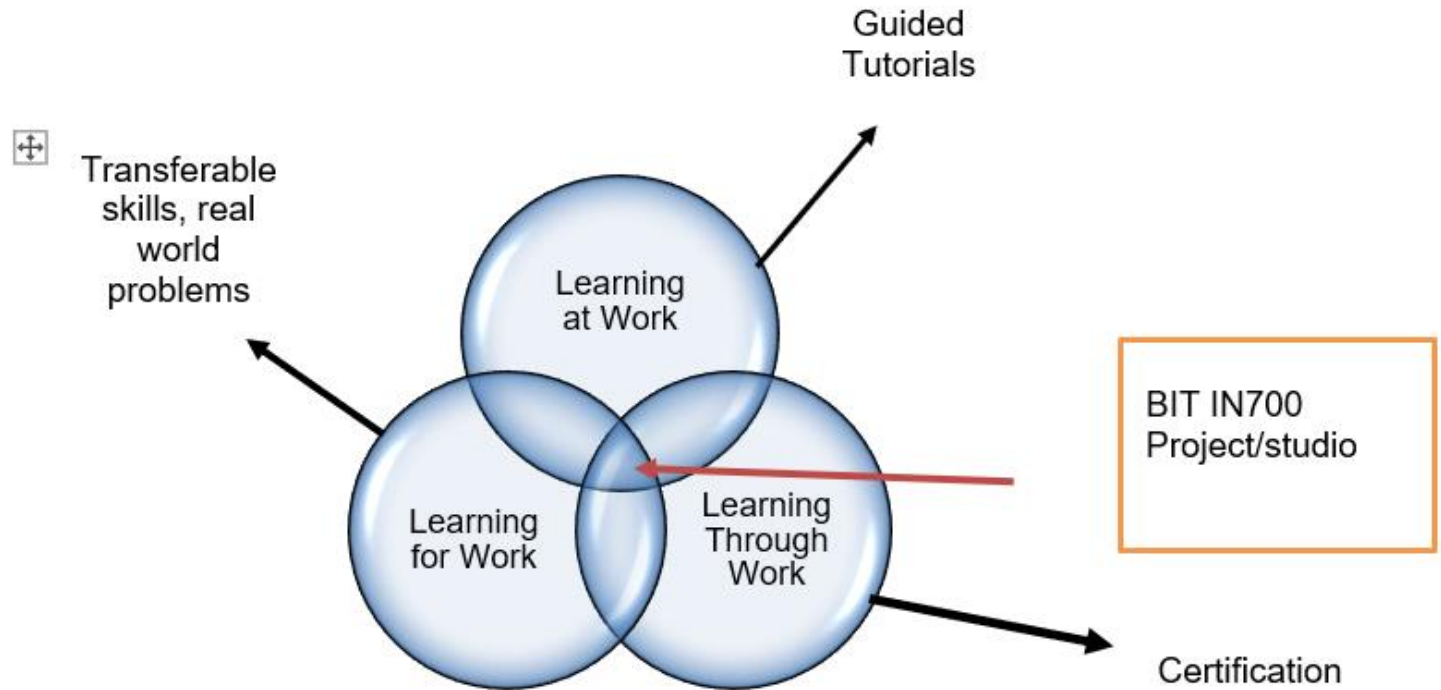 Guided
Tutorials
Transferable
skills, real
world
problems
Learning
at Work
BIT IN700
Project/studio
Learning
for Work
Learning
Through
Work
Certification